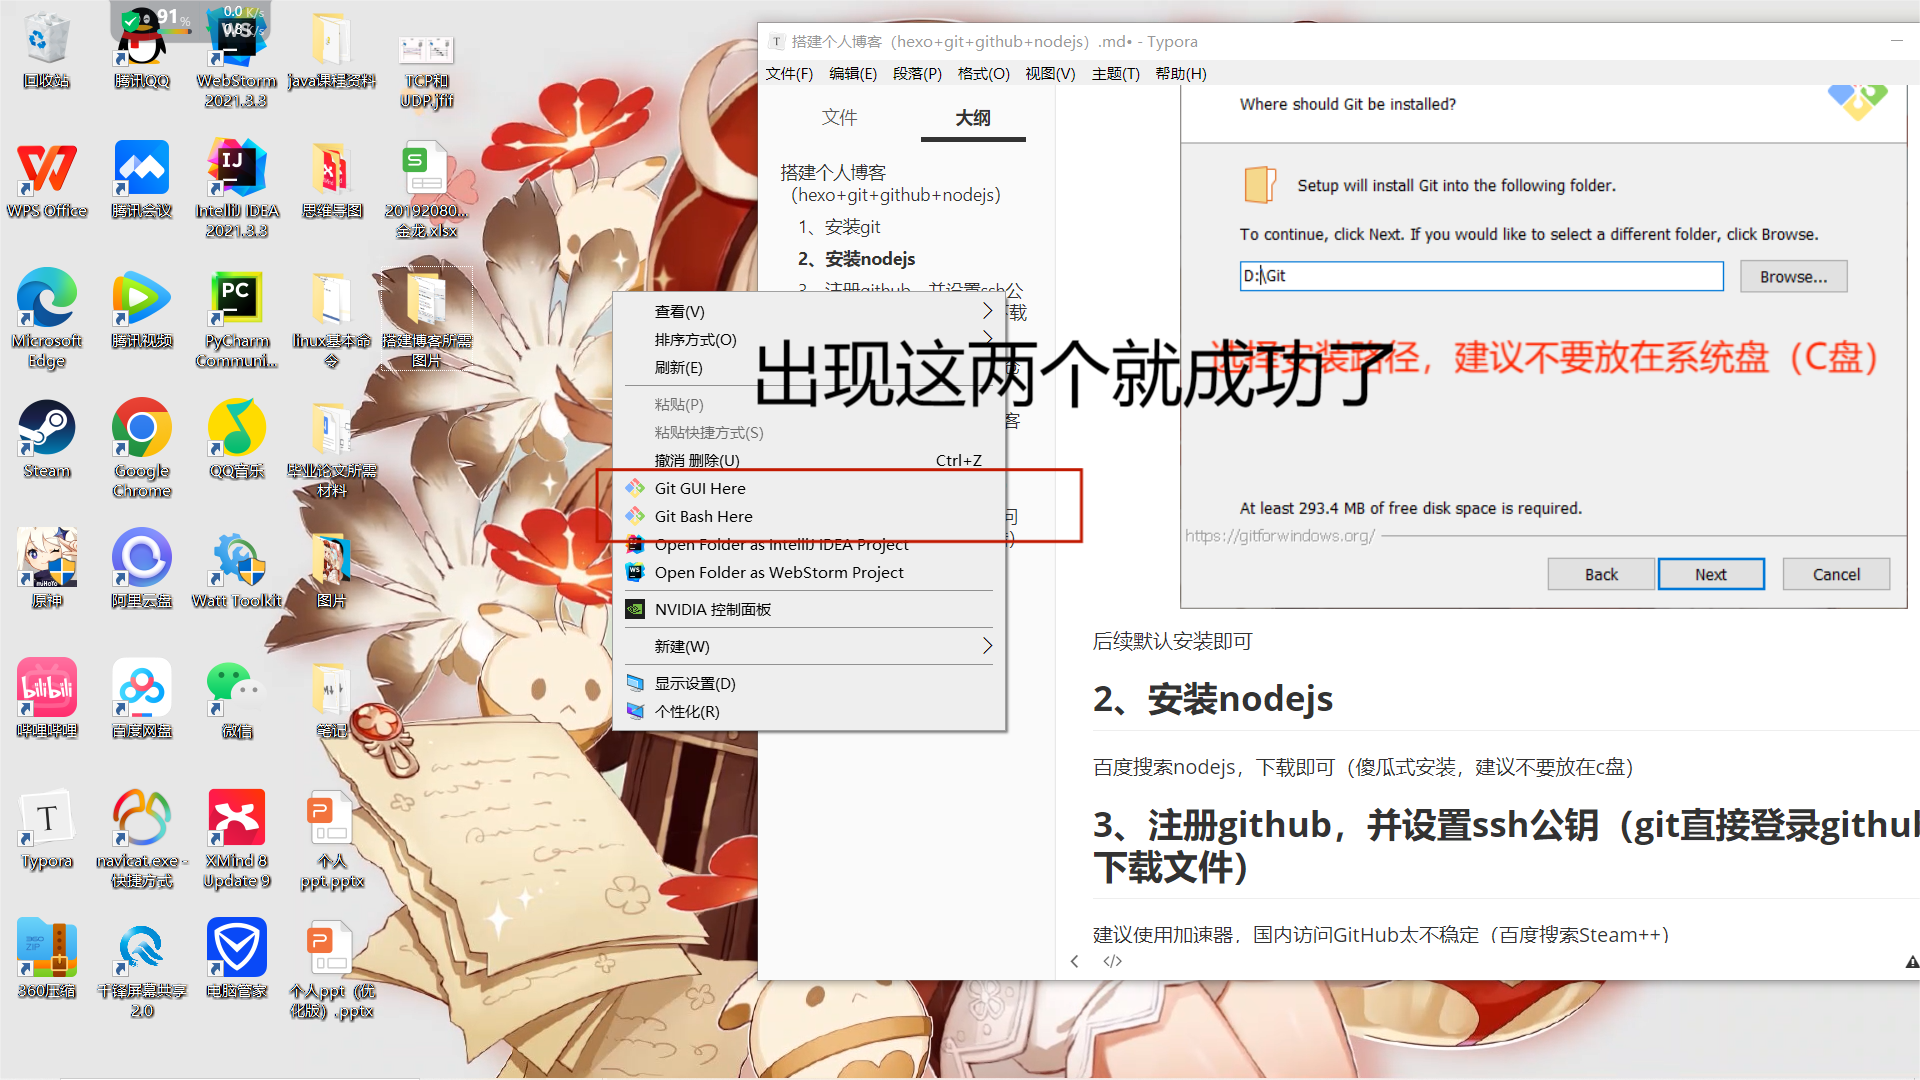 91%
0.0 K/s
0.8 K/s
回收站
腾讯QQ
WebStorm
2021.3.3
java课程资料
TCP和
UDP.jfif
WPS Office
腾讯会议
IntelliJ IDEA
2021.3.3
思维导图
20192080...
金龙.xlsx
Microsoft
Edge
腾讯视频
PyCharm
Communi...
linux基本命
令
搭建博客所需
图片
Steam
Google
Chrome
QQ音乐
毕业论文所需
材料
原神
阿里云盘
Watt Toolkit
图片
哔哩哔哩
百度网盘
微信
笔记
Typora
navicat.exe -
快捷方式
XMind 8
Update 9
个人
ppt.pptx
360压缩
千锋屏幕共享
2.0
电脑管家
个人ppt（优
化版）.pptx
搭建个人博客（hexo+git+github+nodejs）.md• - Typora
文件(F) 编辑(E) 段落(P) 格式(O) 视图(V) 主题(T) 帮助(H)
文件 大纲
搭建个人博客
（hexo+git+github+nodejs）
1、安装git
2、安装nodejs
3、注册github，并设置ssh公
下载
客
问
查看(V)
排序方式(O)
刷新(E)
粘贴(P)
粘贴快捷方式(S)
撤消 删除(U) Ctrl+Z
Git GUI Here
Git Bash Here
Open Folder as IntelliJ IDEA Project
Open Folder as WebStorm Project
NVIDIA 控制面板
新建(W)
显示设置(D)
个性化(R)
出现这两个就成功了
Where should Git be installed?
Setup will install Git into the following folder.
To continue, click Next. If you would like to select a different folder, click Browse.
D:\Git
Browse...
选择安装路径，建议不要放在系统盘（C盘）
At least 293.4 MB of free disk space is required.
https://gitforwindows.org/
Back Next Cancel
后续默认安装即可
2、安装nodejs
百度搜索nodejs，下载即可（傻瓜式安装，建议不要放在c盘）
3、注册github，并设置ssh公钥（git直接登录github
下载文件）
建议使用加速器，国内访问GitHub太不稳定（百度搜索Steam++）